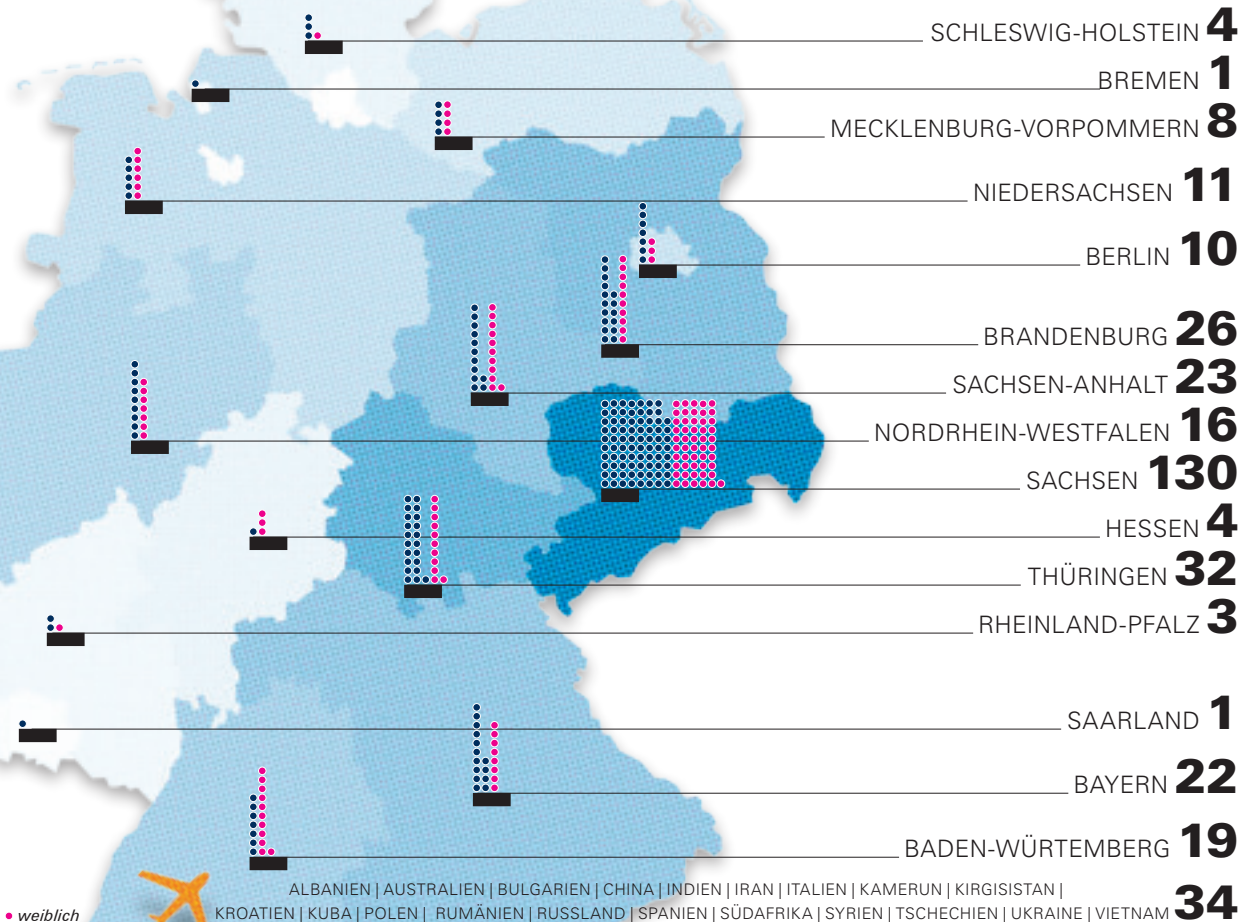 SCHLESWIG-HOLSTEIN 4
BREMEN 1
MECKLENBURG-VORPOMMERN 8
NIEDERSACHSEN 11
BERLIN 10
BRANDENBURG 26
SACHSEN-ANHALT 23
NORDRHEIN-WESTFALEN 16
SACHSEN 130
HESSEN 4
THÜRINGEN 32
RHEINLAND-PFALZ 3
SAARLAND 1
BAYERN 22
BADEN-WÜRTEMBERG 19
ALBANIEN | AUSTRALIEN | BULGARIEN | CHINA | INDIEN | IRAN | ITALIEN | KAMERUN | KIRGISISTAN |
KROATIEN | KUBA | POLEN | RUMÄNIEN | RUSSLAND | SPANIEN | SÜDAFRIKA | SYRIEN | TSCHECHIEN | UKRAINE | VIETNAM 34
weiblich